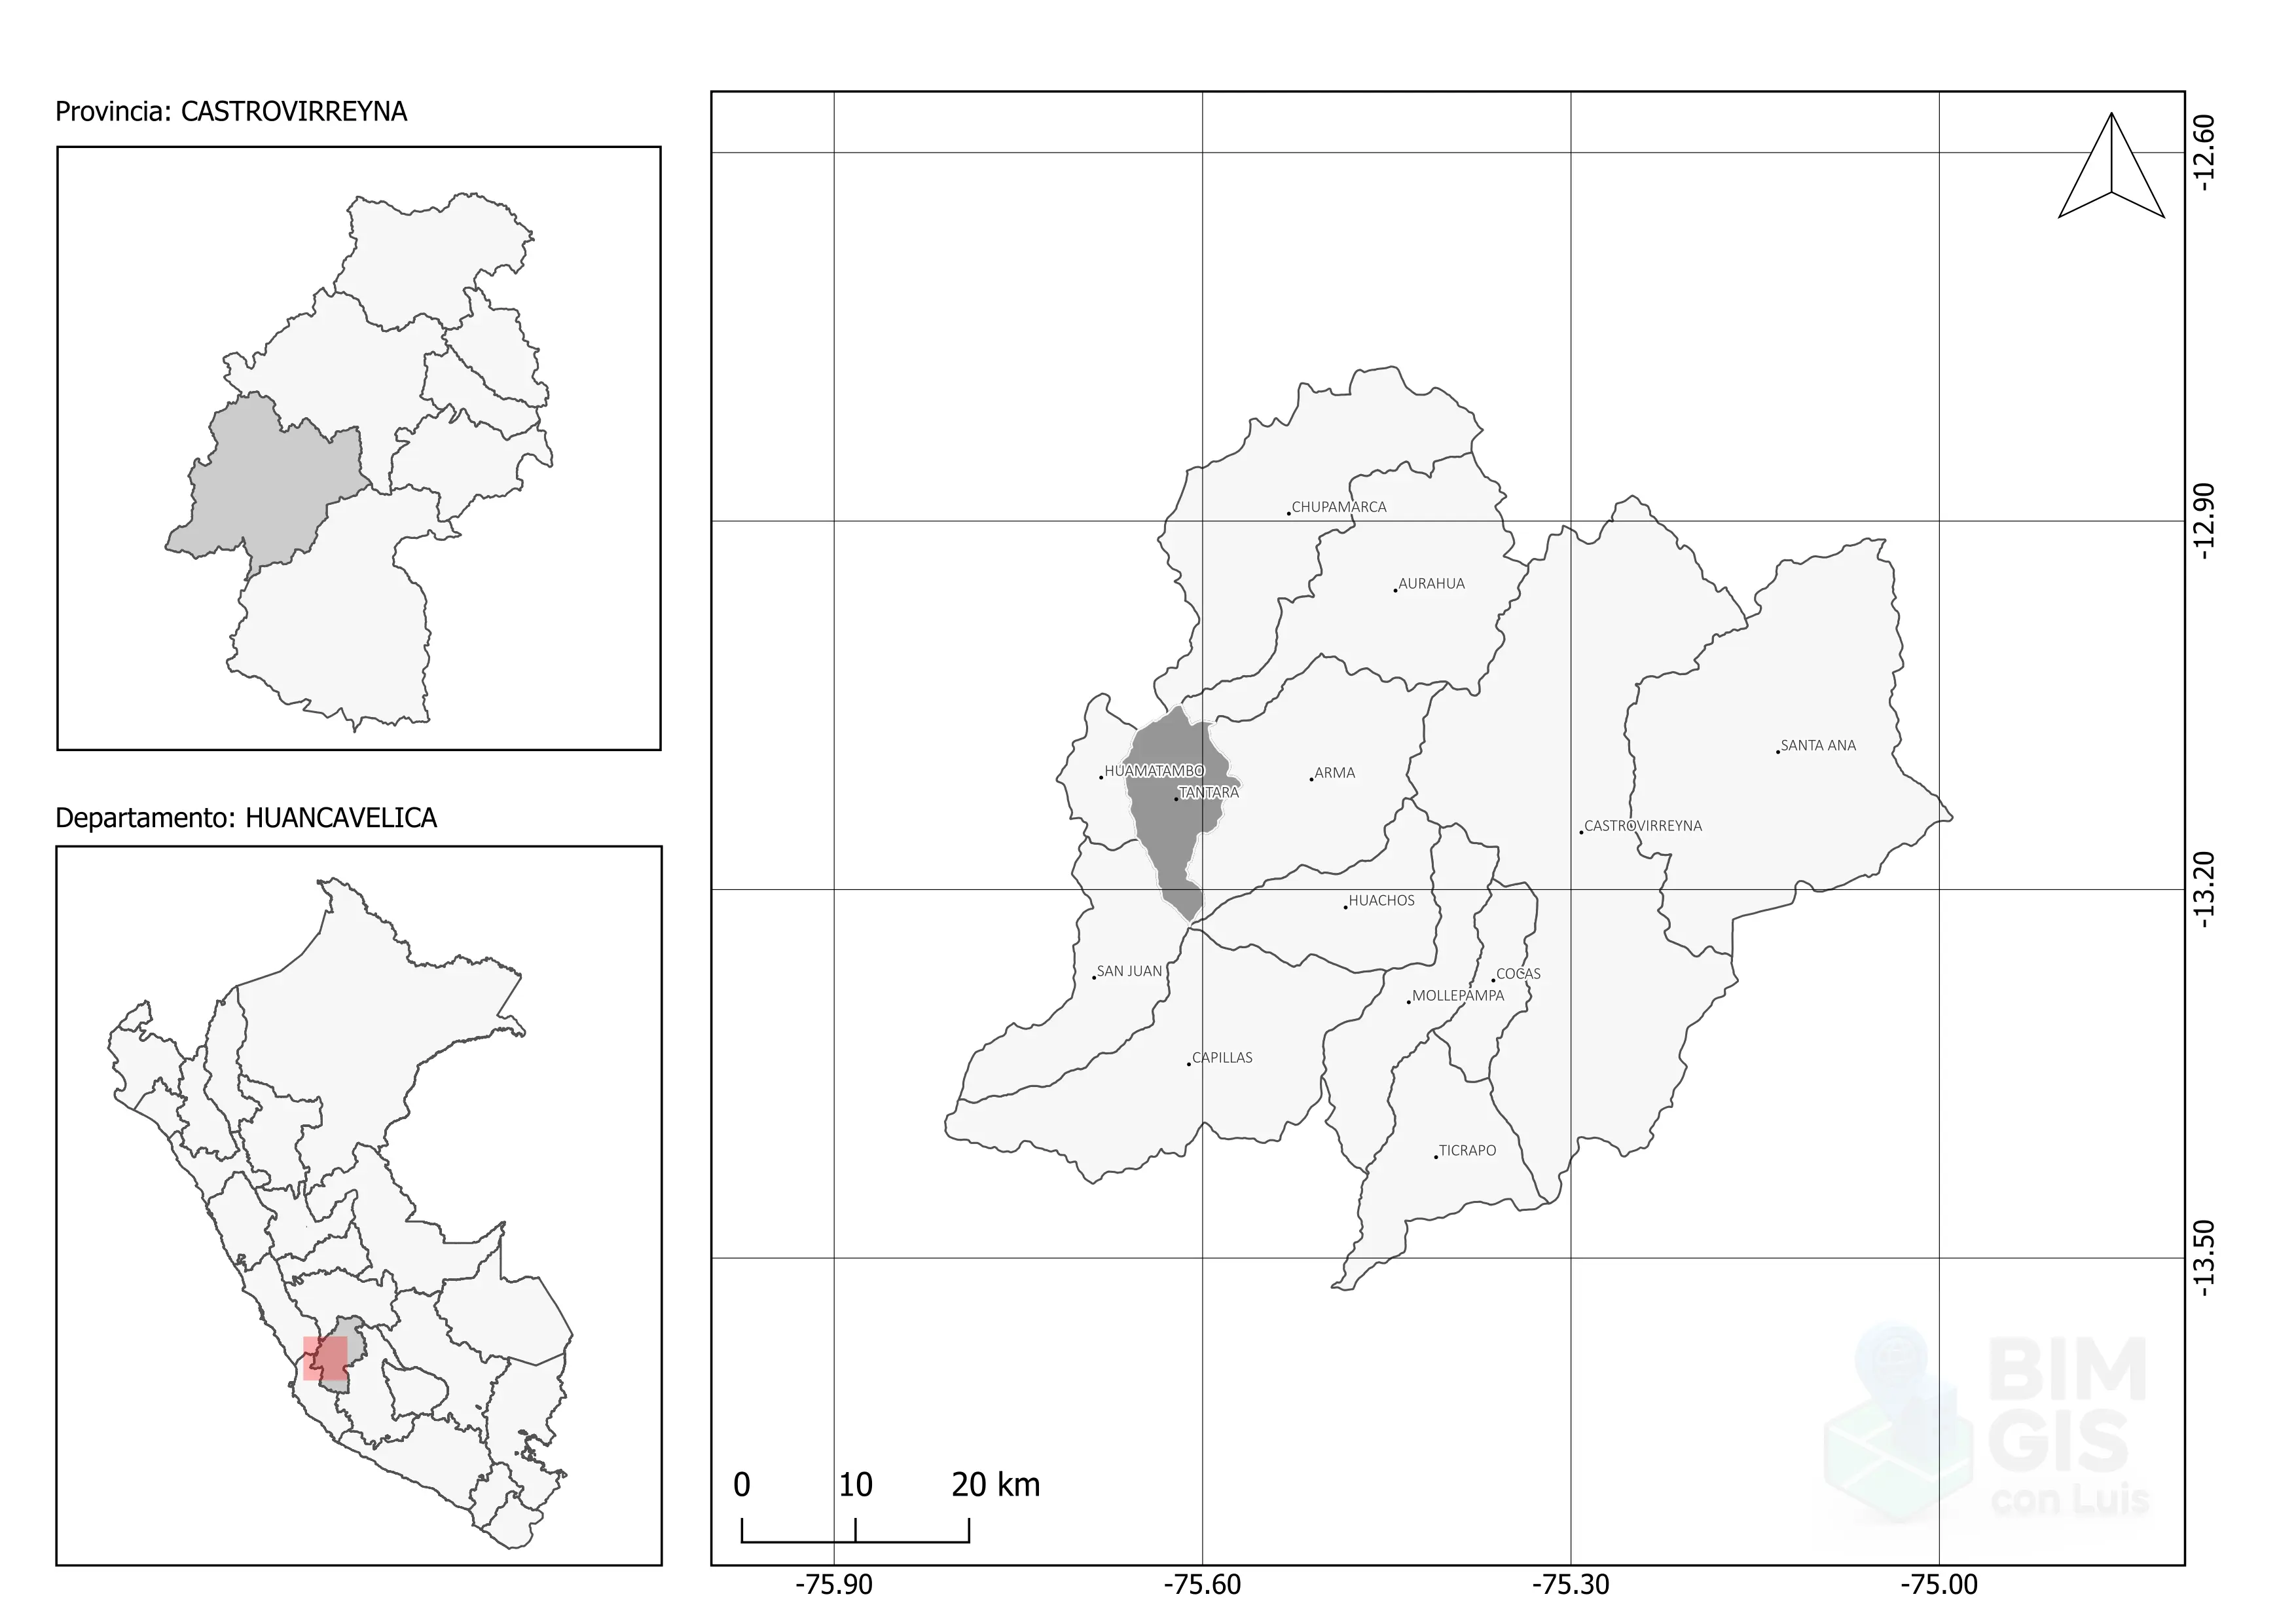 Provincia: CASTROVIRREYNA
Departamento: HUANCAVELICA
CHUPAMARCA
AURAHUA
SANTA ANA
HUAMATAMBO
ARMA
TANTARA
CASTROVIRREYNA
HUACHOS
SAN JUAN
COCAS
MOLLEPAMPA
CAPILLAS
TICRAPO
-12.60
-12.90
-13.20
-13.50
BIM
GIS
con Luis
0 10 20 km
-75.90 -75.60 -75.30 -75.00